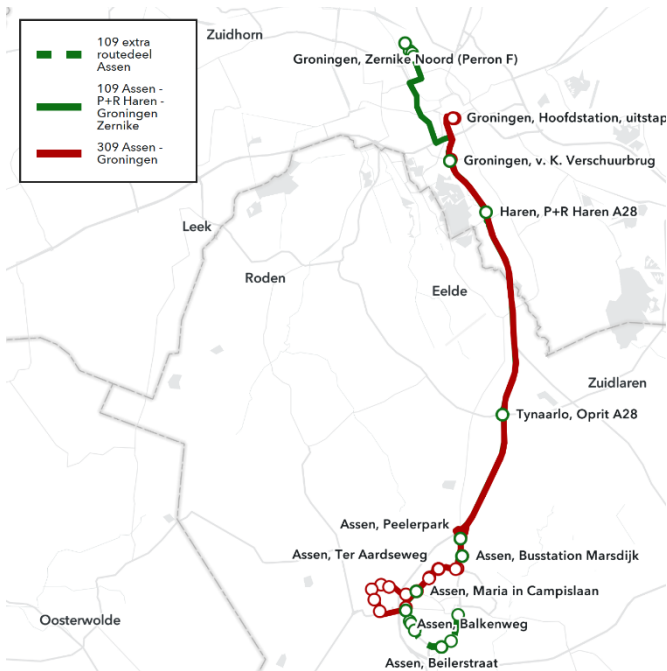 109 extra
routedeel
Assen
109 Assen -
P+R Haren -
Groningen
Zernike
309 Assen -
Groningen
Zuidhorn
Groningen, Zernike Noord (Perron F)
Groningen, Hoofdstation, uitstap
Groningen, v. K. Verschuurbrug
Haren, P+R Haren A28
Leek
Roden
Eelde
Zuidlaren
Tynaarlo, Oprit A28
Assen, Peelerpark
Assen, Ter Aardseweg
Assen, Busstation Marsdijk
Assen, Maria in Campislaan
Oosterwolde
Assen, Balkenweg
Assen, Beilerstraat